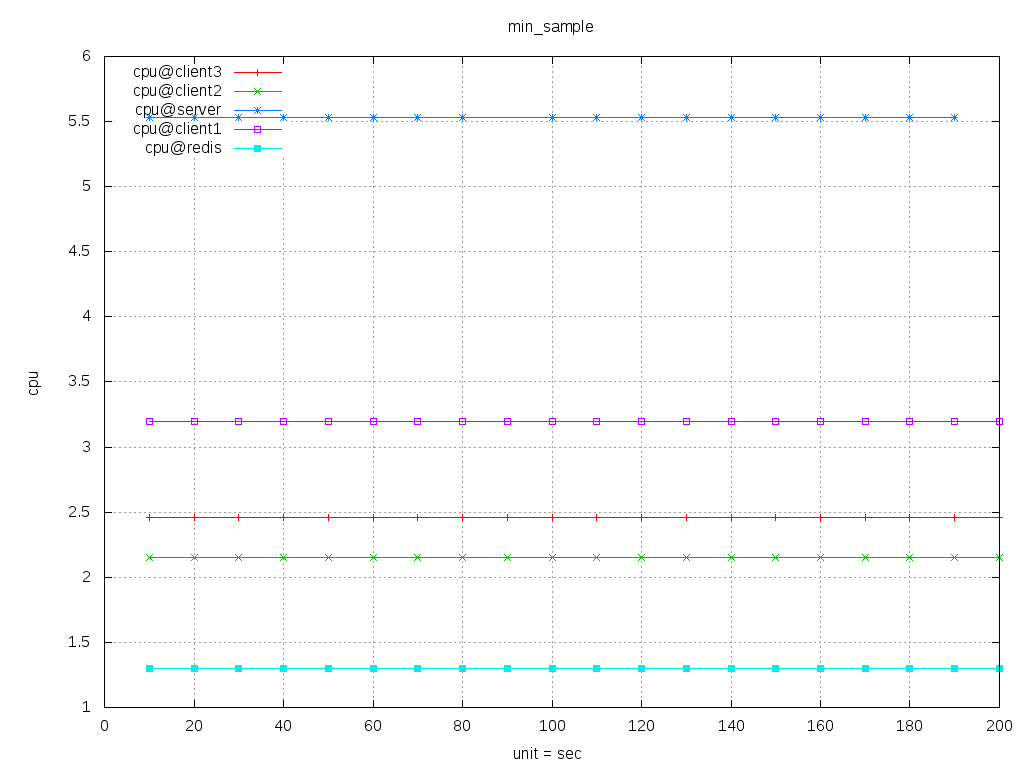 min_sample
6
5.5
5
4.5
4
3.5
3
2.5
2
1.5
1
cpu@client3
cpu@client2
cpu@server
cpu@client1
cpu@redis
cpu
0 20 40 60 80 100 120 140 160 180 200
unit = sec